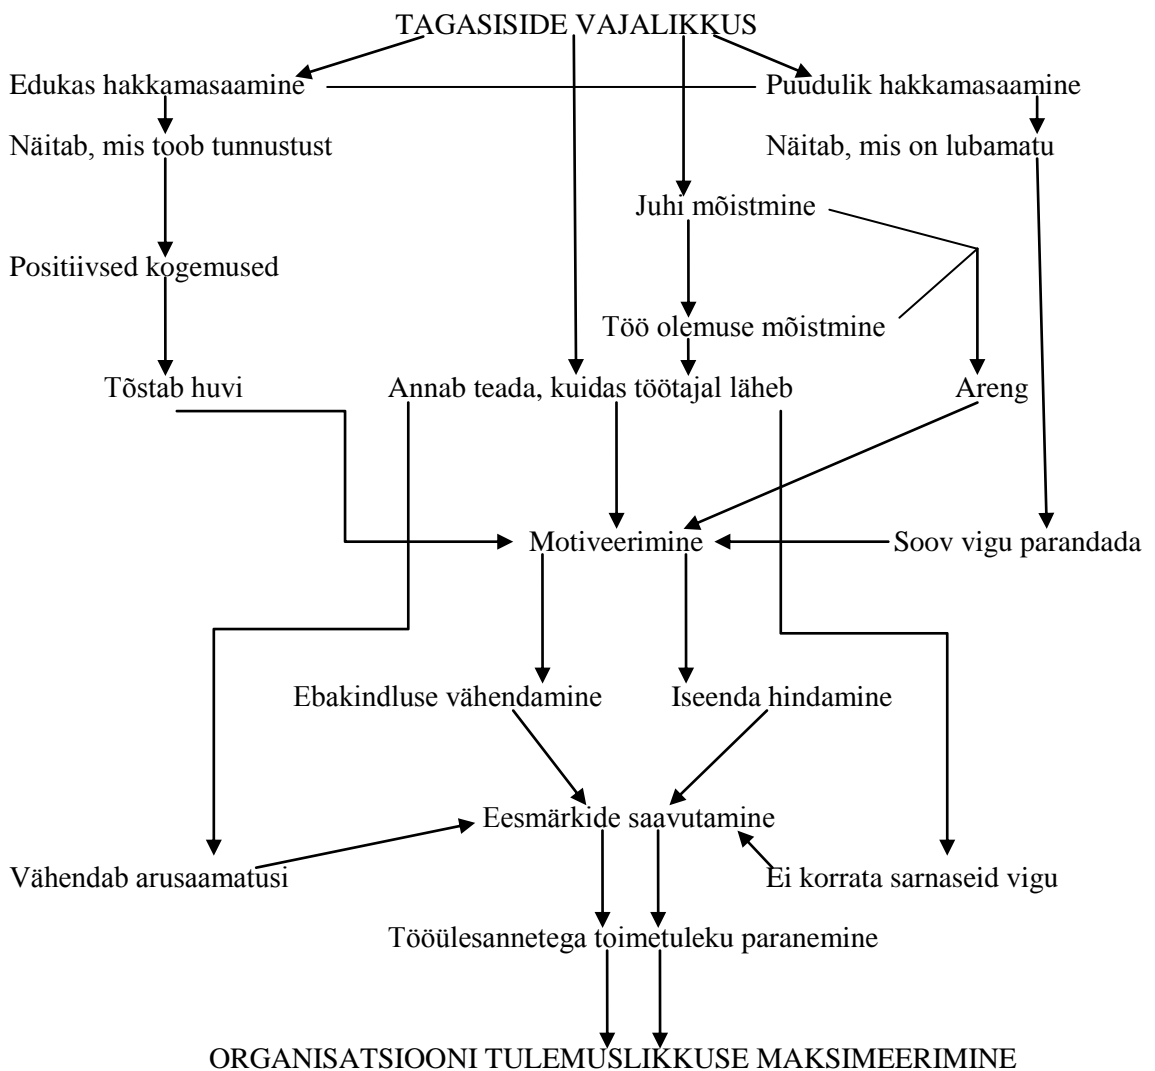 TAGASISIDE VAJALIKKUS
Edukas hakkamasaamine
Puudulik hakkamasaamine
Näitab, mis toob tunnustust
Näitab, mis on lubamatu
Juhi mõistmine
Positiivsed kogemused
Töö olemuse mõistmine
Tõstab huvi
Annab teada, kuidas töötajal läheb
Areng
Motiveerimine
Soov vigu parandada
Ebakindluse vähendamine
Iseenda hindamine
Eesmärkide saavutamine
Vähendab arusaamatusi
Ei korrata sarnaseid vigu
Tööülesannetega toimetuleku paranemine
ORGANISATSIOONI TULEMUSLIKKUSE MAKSIMEERIMINE